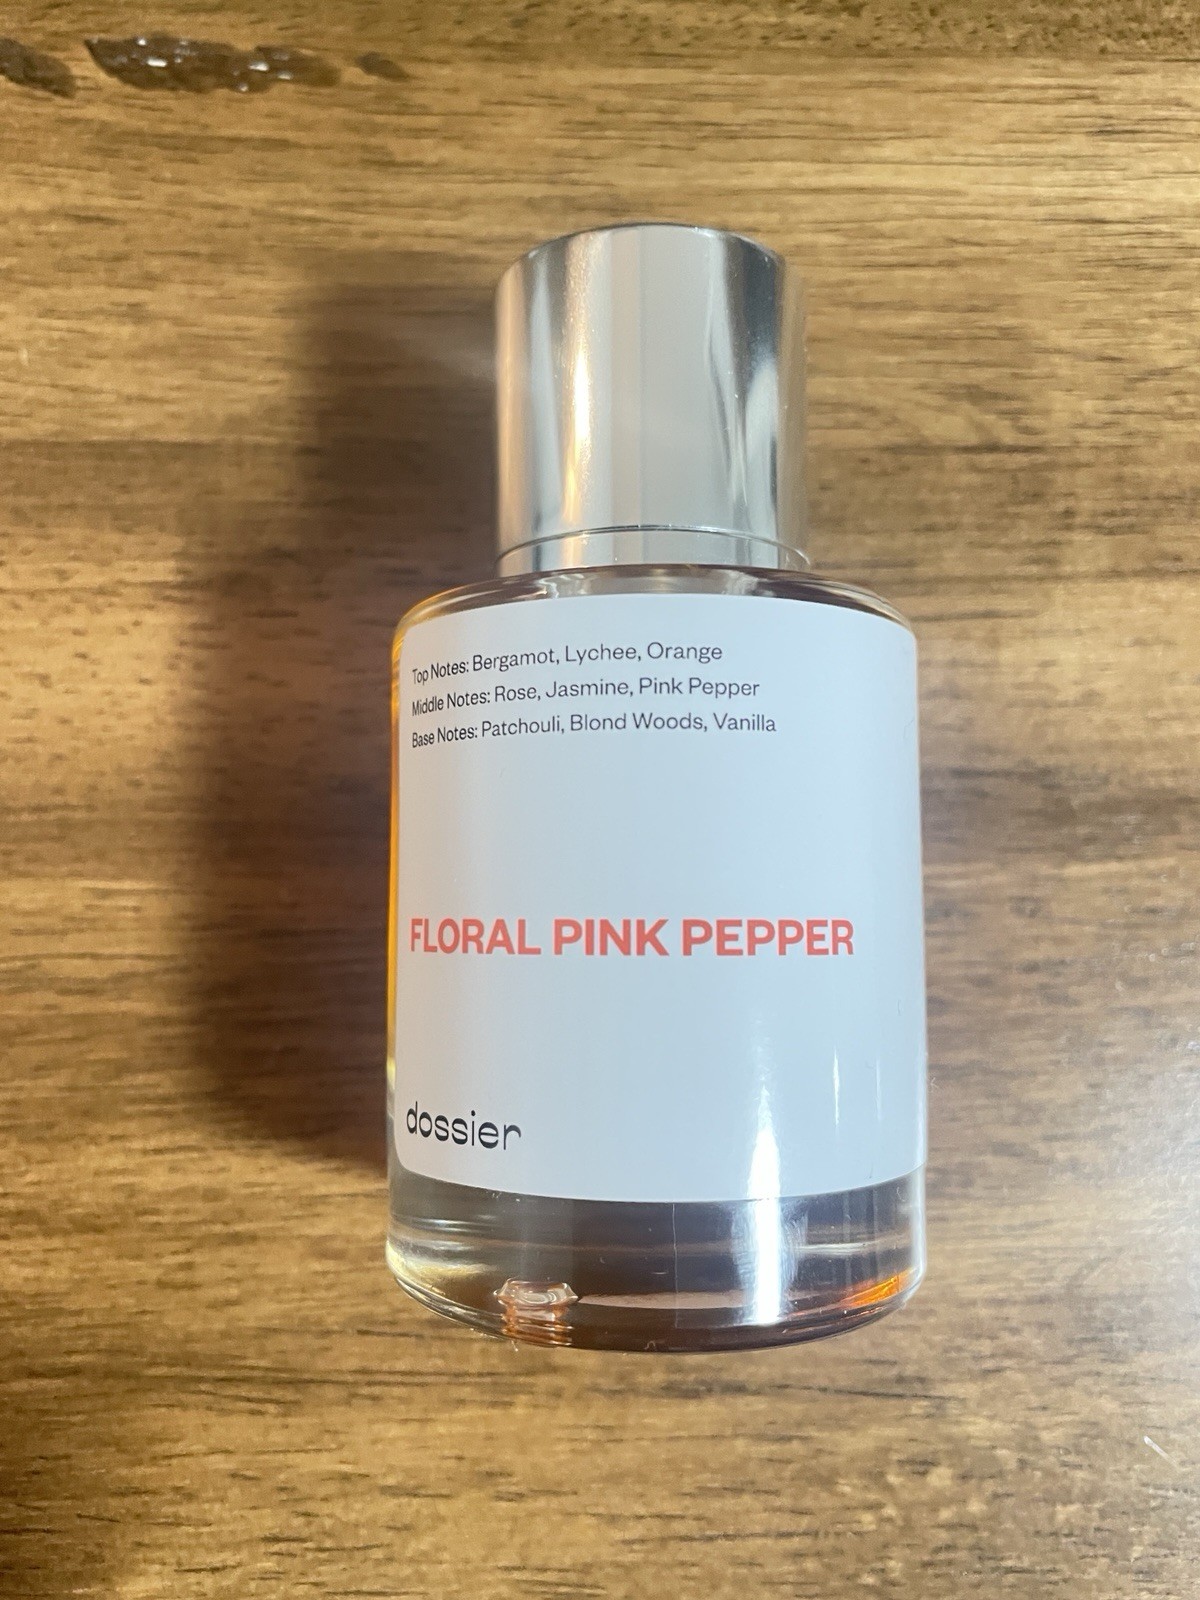 Top Notes: Bergamot, Lychee, Orange
Middle Notes: Rose, Jasmine, Pink Pepper
Base Notes: Patchouli, Blond Woods, Vanilla
FLORAL PINK PEPPER
dossier